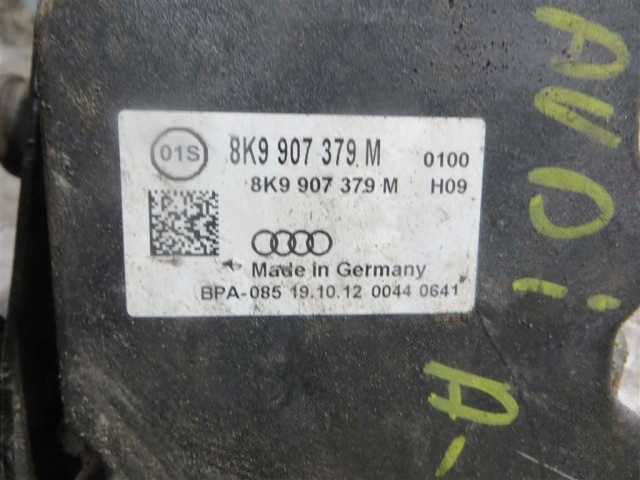 01S 8K9 907 379 M 0100
8K9 907 379 M H09
Made in Germany
BPA-085 19.10.12 0044 0641
AUDi
A-